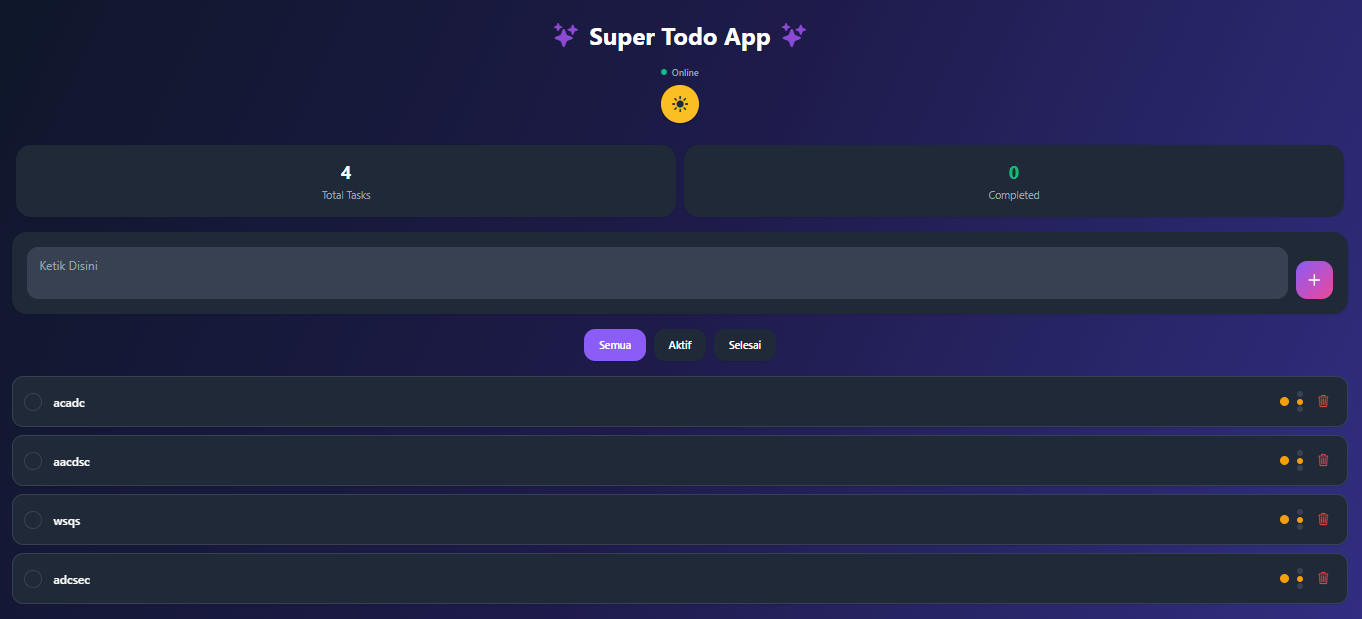 Super Todo App
Online
4
Total Tasks
0
Completed
Ketik Disini
+
Semua
Aktif
Selesai
acadc
aacdsc
wsqs
adcsec